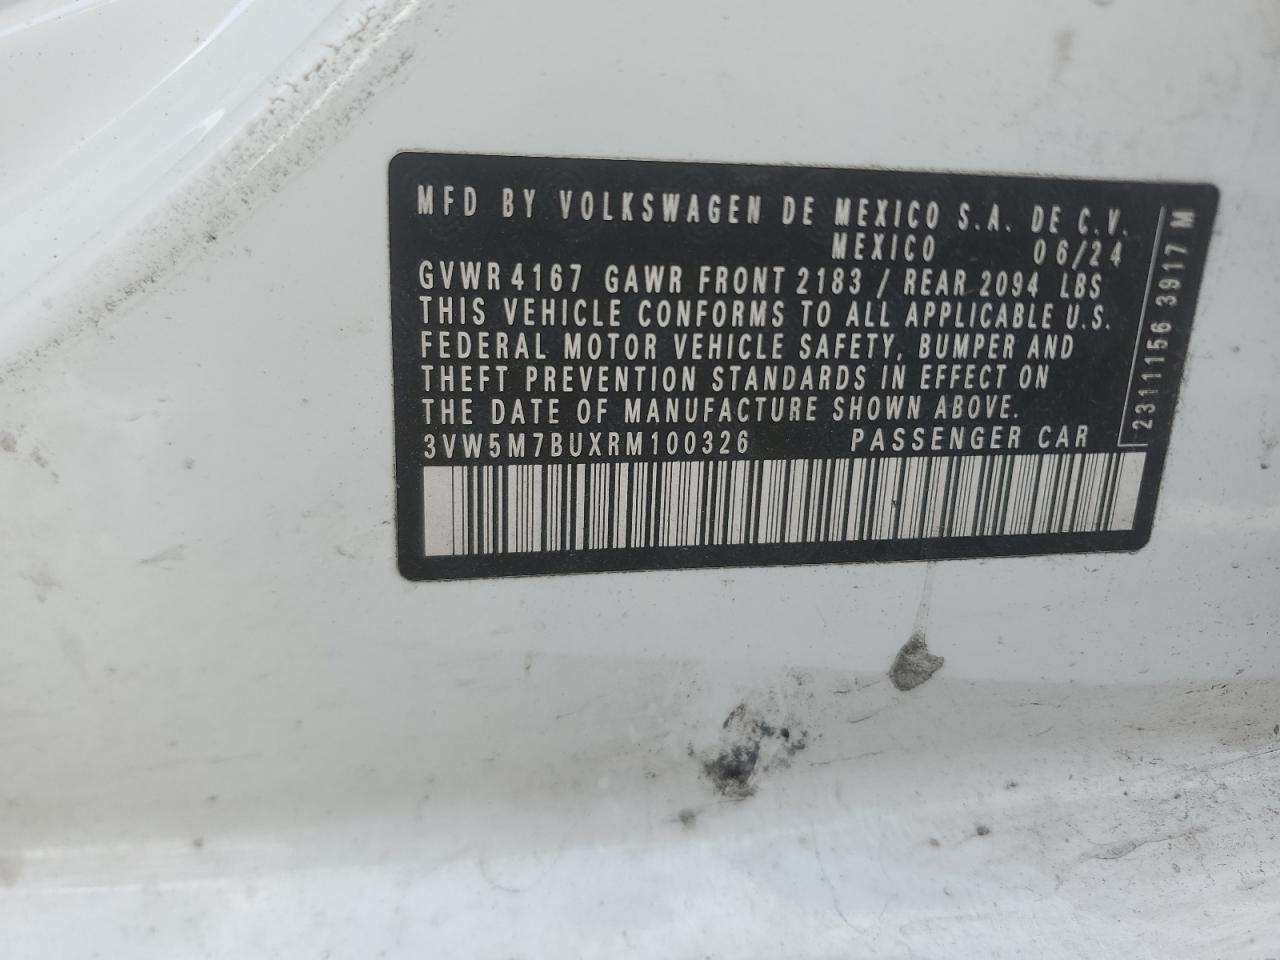 MFD BY VOLKSWAGEN DE MEXICO S.A. DE C.V.
MEXICO 06/24
GVWR 4167 GAWR FRONT 2183 / REAR 2094 LBS
THIS VEHICLE CONFORMS TO ALL APPLICABLE U.S.
FEDERAL MOTOR VEHICLE SAFETY, BUMPER AND
THEFT PREVENTION STANDARDS IN EFFECT ON
THE DATE OF MANUFACTURE SHOWN ABOVE.
3VW5M7BUXRM100326 PASSENGER CAR
23111156 3917 M